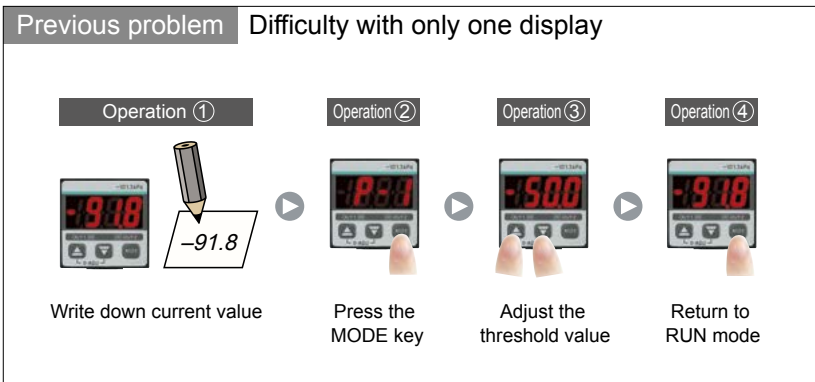 Previous problem Difficulty with only one display
Operation ① Operation ② Operation ③ Operation ④
-91.8
–91.8
P 1
-50.0
-91.8
Write down current value
Press the
MODE key
Adjust the
threshold value
Return to
RUN mode